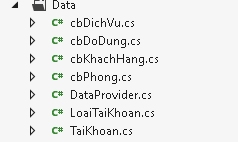 Data
C# cbDichVu.cs
C# cbDoDung.cs
C# cbKhachHang.cs
C# cbPhong.cs
C# DataProvider.cs
C# LoaiTaiKhoan.cs
C# TaiKhoan.cs